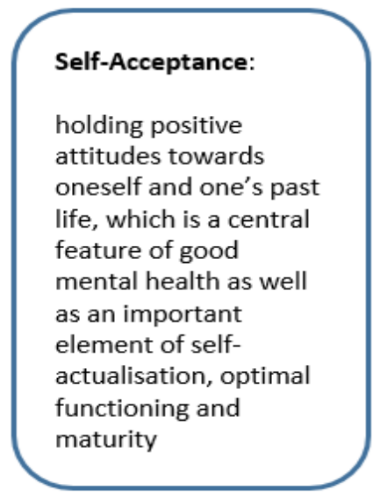 Self-Acceptance:
holding positive
attitudes towards
oneself and one’s past
life, which is a central
feature of good
mental health as well
as an important
element of self-
actualisation, optimal
functioning and
maturity